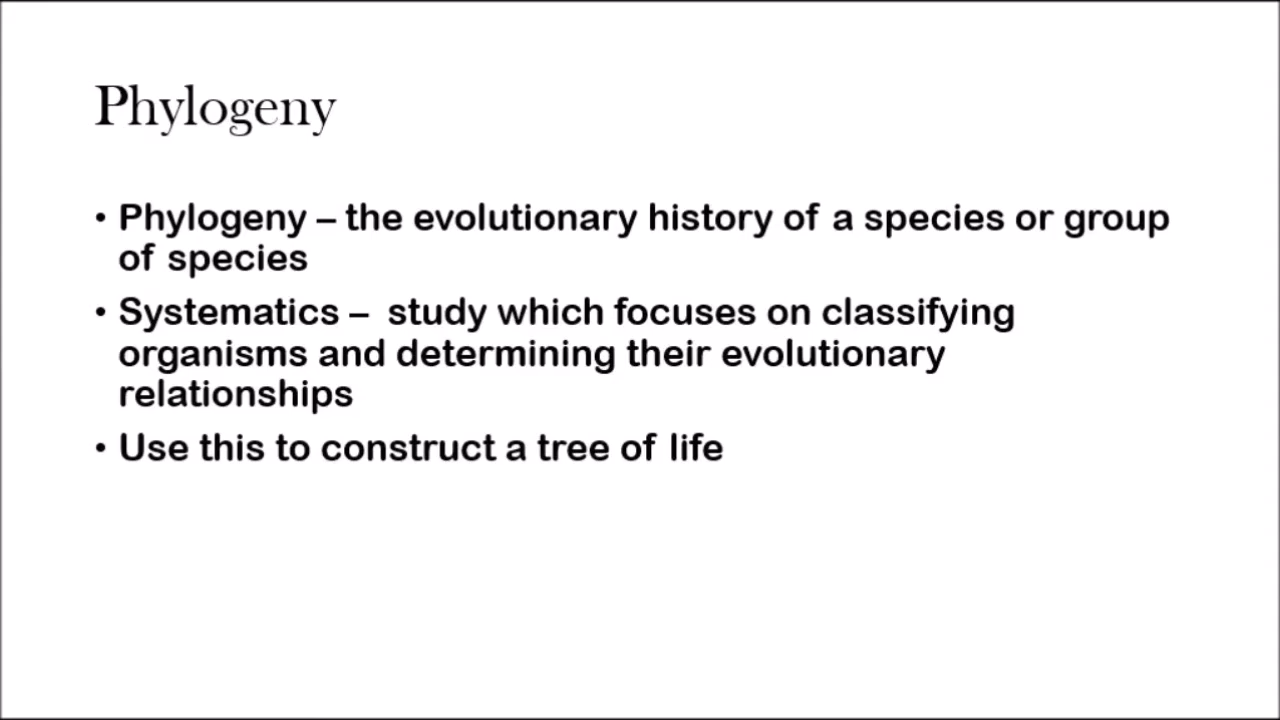 Phylogeny
• Phylogeny – the evolutionary history of a species or group
of species
• Systematics –  study which focuses on classifying
organisms and determining their evolutionary
relationships
• Use this to construct a tree of life